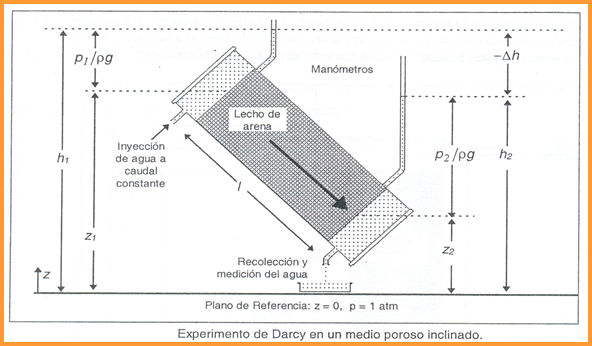 p1/ρg
−Δh
Manómetros
Lecho de
arena
Inyección
de agua a
caudal
constante
h1
l
p2/ρg
h2
z1
z2
Recolección y
medición del agua
z
Plano de Referencia: z = 0, p = 1 atm
Experimento de Darcy en un medio poroso inclinado.